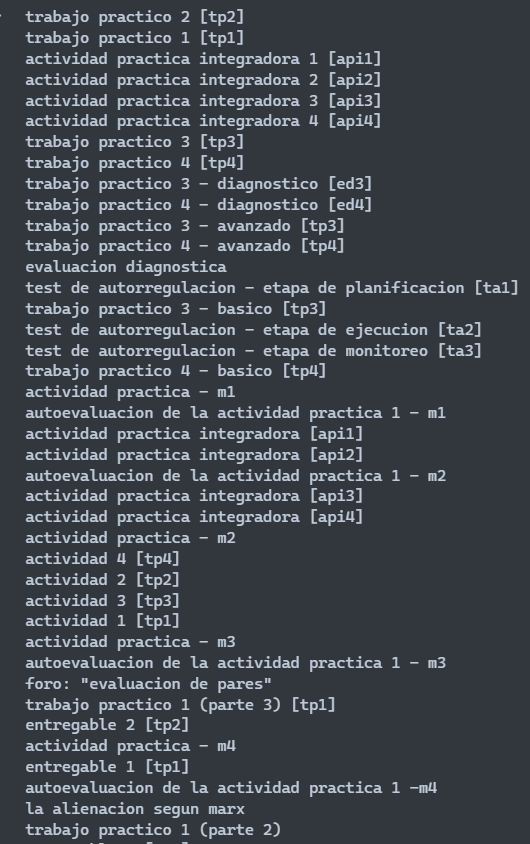 trabajo practico 2 [tp2]
trabajo practico 1 [tp1]
actividad practica integradora 1 [api1]
actividad practica integradora 2 [api2]
actividad practica integradora 3 [api3]
actividad practica integradora 4 [api4]
trabajo practico 3 [tp3]
trabajo practico 4 [tp4]
trabajo practico 3 - diagnostico [ed3]
trabajo practico 4 - diagnostico [ed4]
trabajo practico 3 - avanzado [tp3]
trabajo practico 4 - avanzado [tp4]
evaluacion diagnostica
test de autorregulacion - etapa de planificacion [ta1]
trabajo practico 3 - basico [tp3]
test de autorregulacion - etapa de ejecucion [ta2]
test de autorregulacion - etapa de monitoreo [ta3]
trabajo practico 4 - basico [tp4]
actividad practica - m1
autoevaluacion de la actividad practica 1 - m1
actividad practica integradora [api1]
actividad practica integradora [api2]
autoevaluacion de la actividad practica 1 - m2
actividad practica integradora [api3]
actividad practica integradora [api4]
actividad practica - m2
actividad 4 [tp4]
actividad 2 [tp2]
actividad 3 [tp3]
actividad 1 [tp1]
actividad practica - m3
autoevaluacion de la actividad practica 1 - m3
foro: "evaluacion de pares"
trabajo practico 1 (parte 3) [tp1]
entregable 2 [tp2]
actividad practica - m4
entregable 1 [tp1]
autoevaluacion de la actividad practica 1 -m4
la alienacion segun marx
trabajo practico 1 (parte 2)